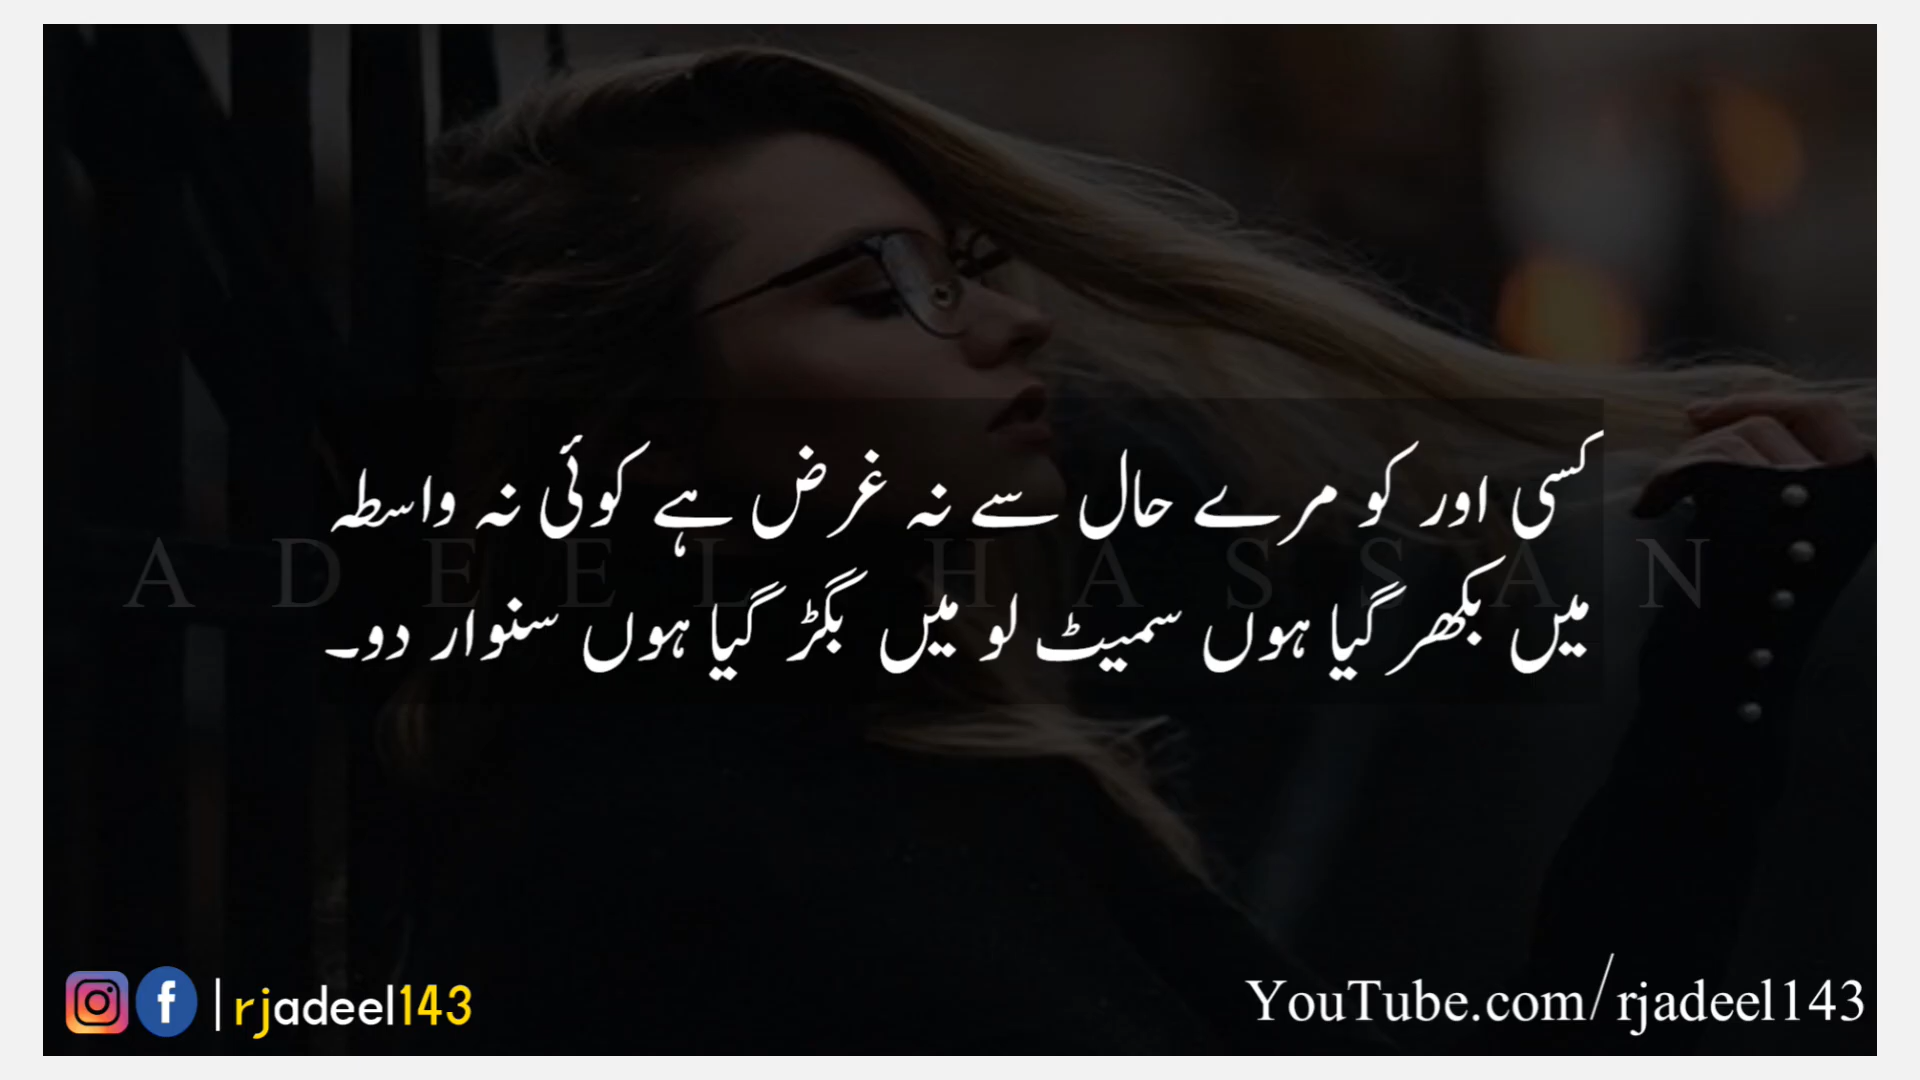 کسی اور کو مرے حال سے نہ غرض ہے کوئی نہ واسطہ
ADEEL HASSAN
میں بکھر گیا ہوں سمیٹ لو میں بگڑ گیا ہوں سنوار دو۔
rjadeel143
YouTube.com/rjadeel143